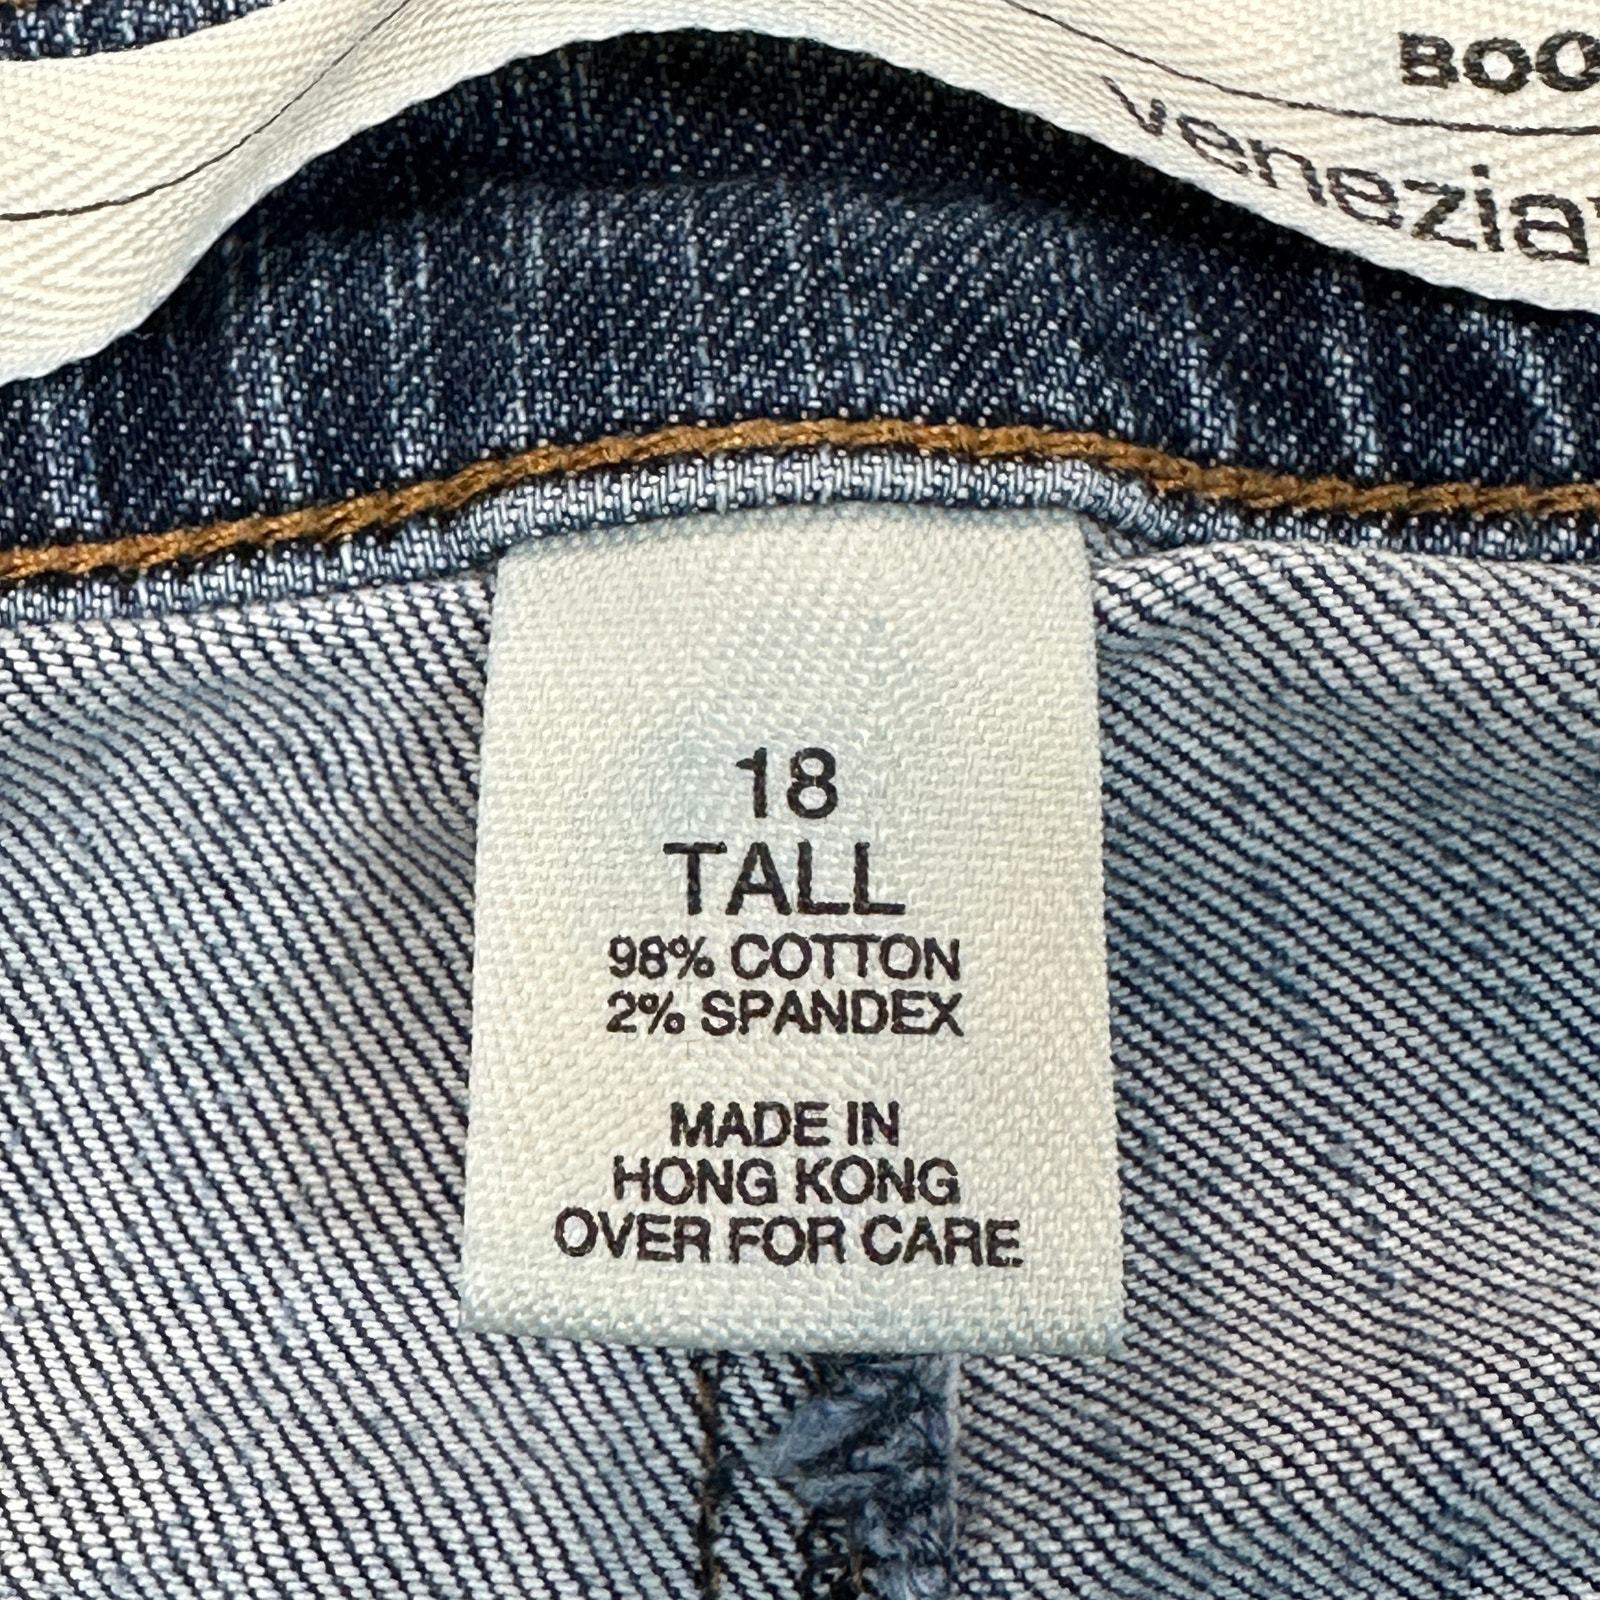 BOO
venezia
18
TALL
98% COTTON
2% SPANDEX
MADE IN
HONG KONG
OVER FOR CARE